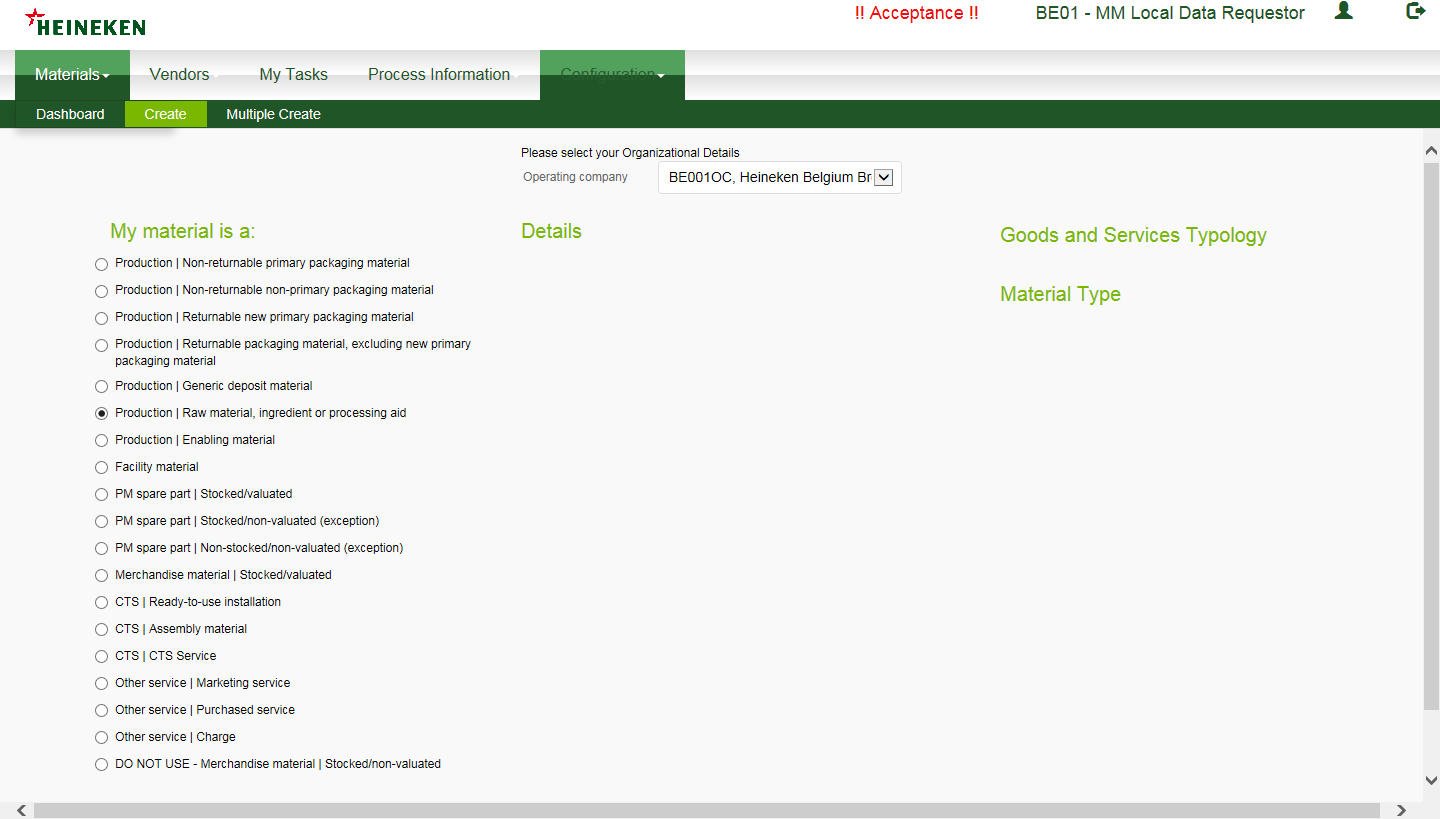 HEINEKEN
!! Acceptance !!
BE01 - MM Local Data Requestor
Materials
Vendors
My Tasks
Process Information
Configuration
Dashboard
Create
Multiple Create
Please select your Organizational Details
Operating company
BE001OC, Heineken Belgium Br
My material is a:
Production | Non-returnable primary packaging material
Production | Non-returnable non-primary packaging material
Production | Returnable new primary packaging material
Production | Returnable packaging material, excluding new primary
packaging material
Production | Generic deposit material
Production | Raw material, ingredient or processing aid
Production | Enabling material
Facility material
PM spare part | Stocked/valuated
PM spare part | Stocked/non-valuated (exception)
PM spare part | Non-stocked/non-valuated (exception)
Merchandise material | Stocked/valuated
CTS | Ready-to-use installation
CTS | Assembly material
CTS | CTS Service
Other service | Marketing service
Other service | Purchased service
Other service | Charge
DO NOT USE - Merchandise material | Stocked/non-valuated
Details
Goods and Services Typology
Material Type